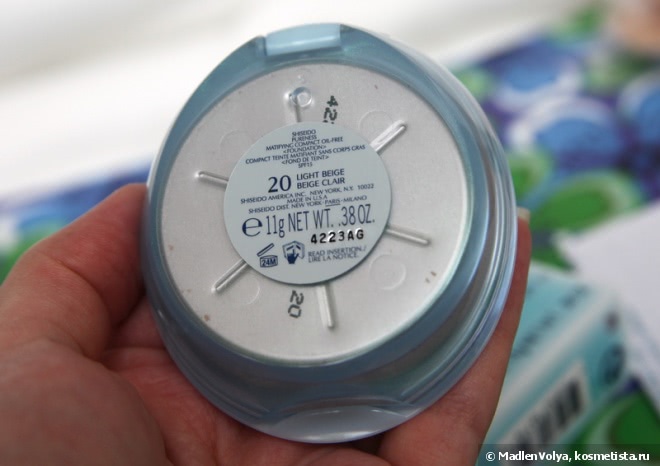 42
SHISEIDO
PURENESS
MATIFYING COMPACT OIL-FREE
<FOUNDATION>
COMPACT TEINTE MATIFIANT SANS CORPS GRAS
<FOND DE TEINT>
SPF15
20 LIGHT BEIGE
BEIGE CLAIR
SHISEIDO AMERICA INC. NEW YORK, N.Y. 10022
MADE IN U.S.A
SHISEIDO DIST. NEW YORK-PARIS-MILANO
e 11g NET WT. .38 OZ.
4223AG
24M
READ INSERTION./
LIRE LA NOTICE.
20
© MadlenVolya, kosmetista.ru